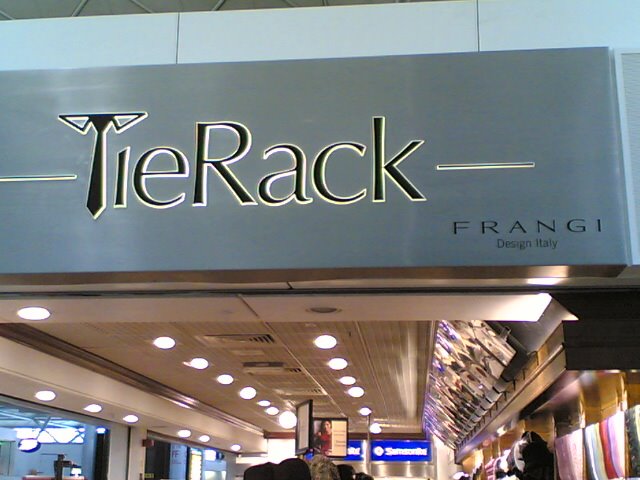 TieRack
FRANGI
Design Italy
Samsonite